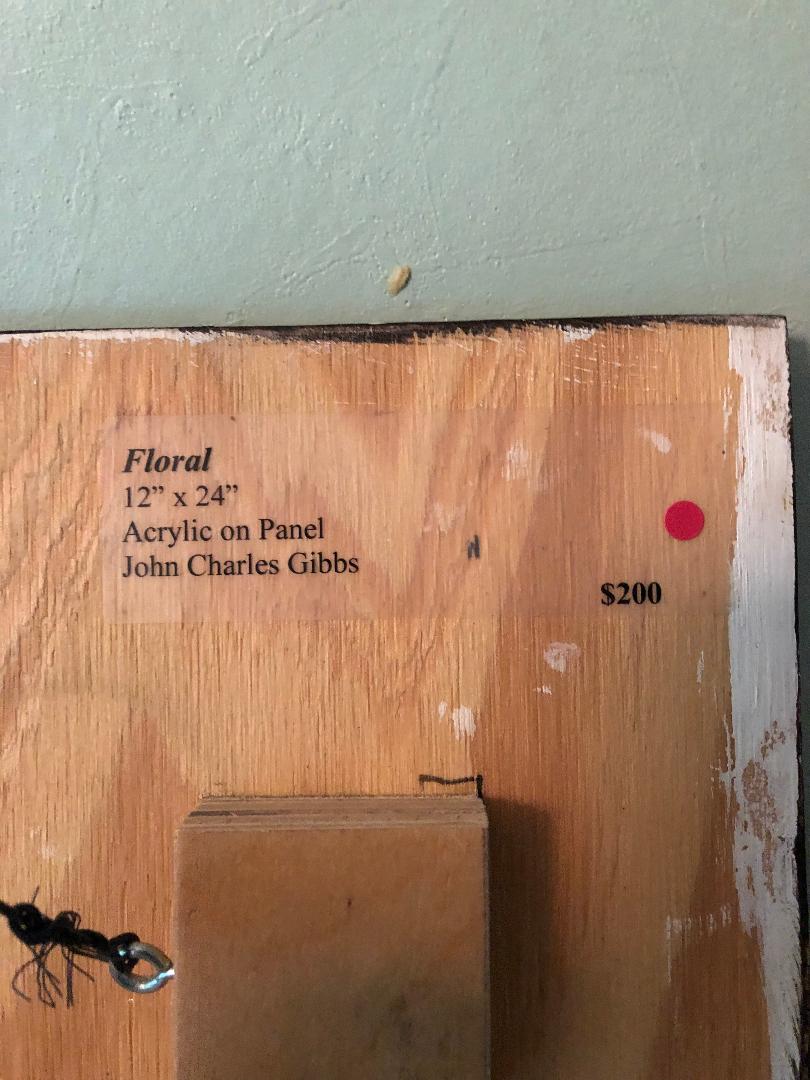 Floral
12” x 24”
Acrylic on Panel
John Charles Gibbs
$200